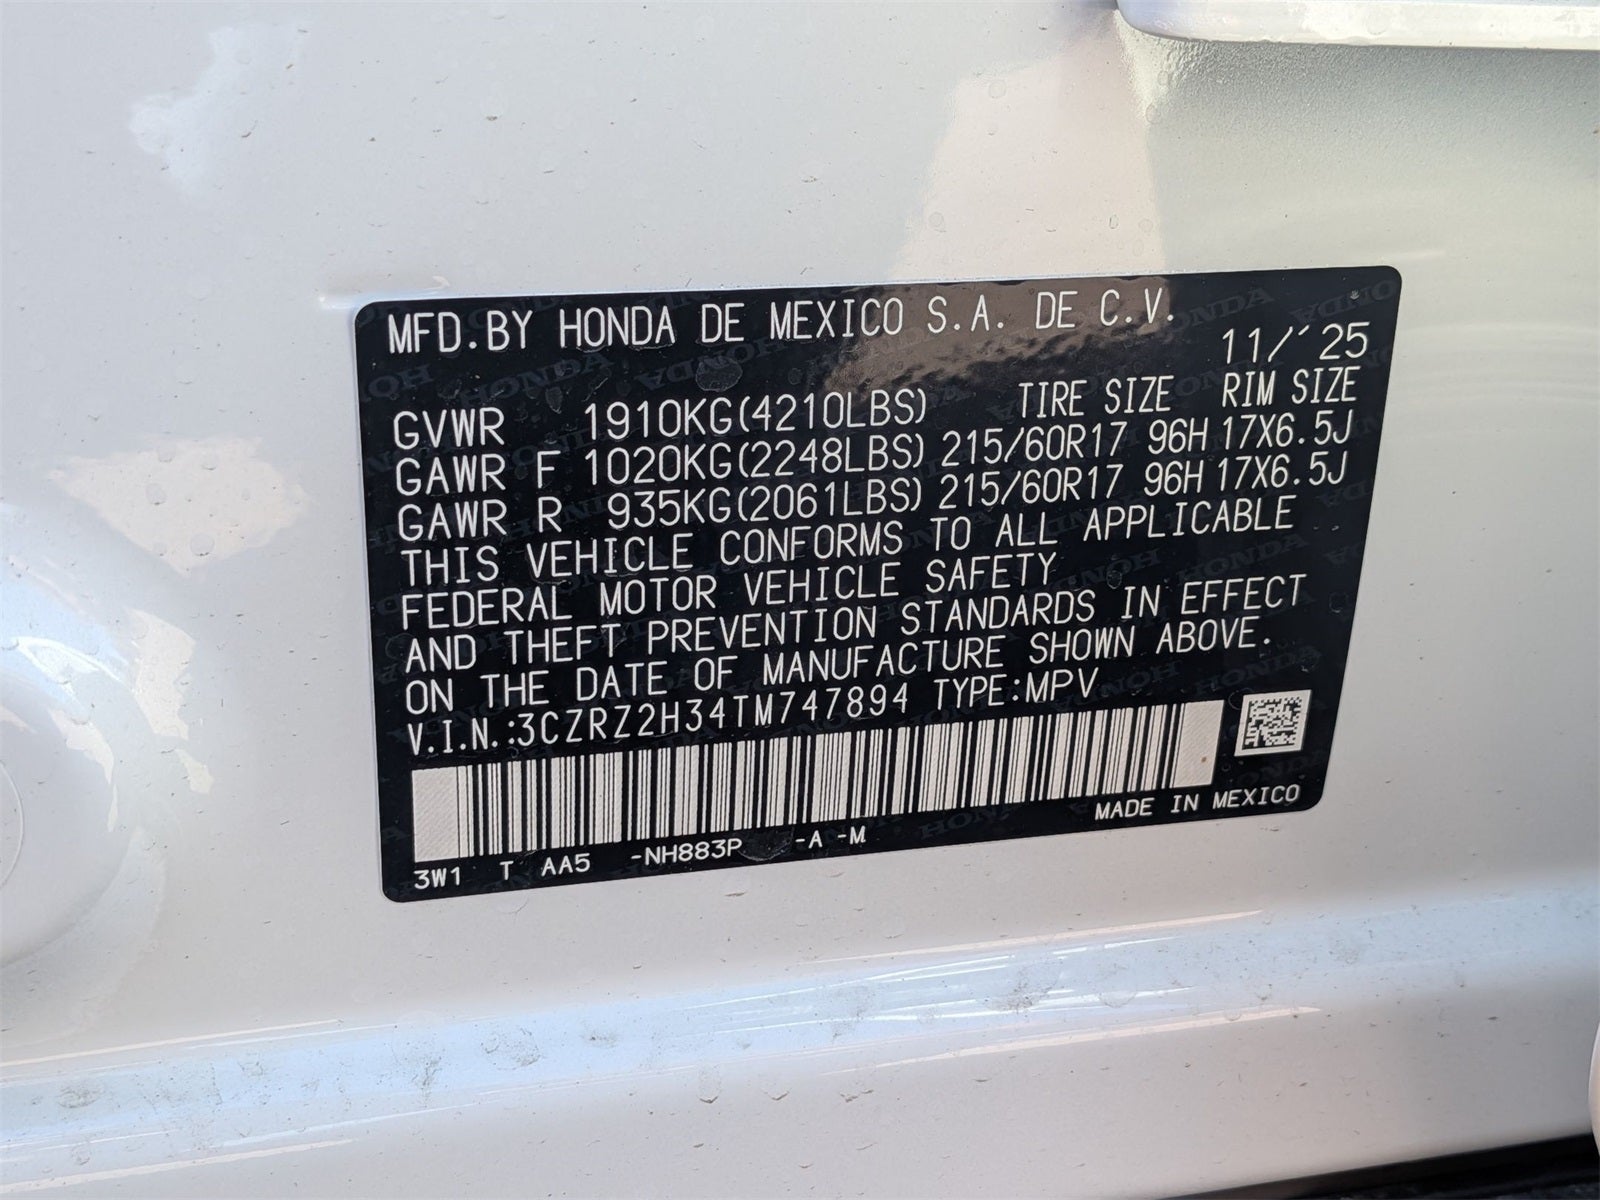 MFD.BY HONDA DE MEXICO S.A. DE C.V.
11/´25
GVWR 1910KG(4210LBS) TIRE SIZE RIM SIZE
GAWR F 1020KG(2248LBS) 215/60R17 96H 17X6.5J
GAWR R 935KG(2061LBS) 215/60R17 96H 17X6.5J
THIS VEHICLE CONFORMS TO ALL APPLICABLE
FEDERAL MOTOR VEHICLE SAFETY
AND THEFT PREVENTION STANDARDS IN EFFECT
ON THE DATE OF MANUFACTURE SHOWN ABOVE.
V.I.N.:3CZRZ2H34TM747894 TYPE:MPV
MADE IN MEXICO
3W1 T AA5 -NH883P -A -M